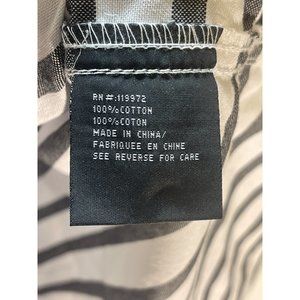 RN #:119972
100%COTTON
100%COTON
MADE IN CHINA/
FABRIQUEE EN CHINE
SEE REVERSE FOR CARE